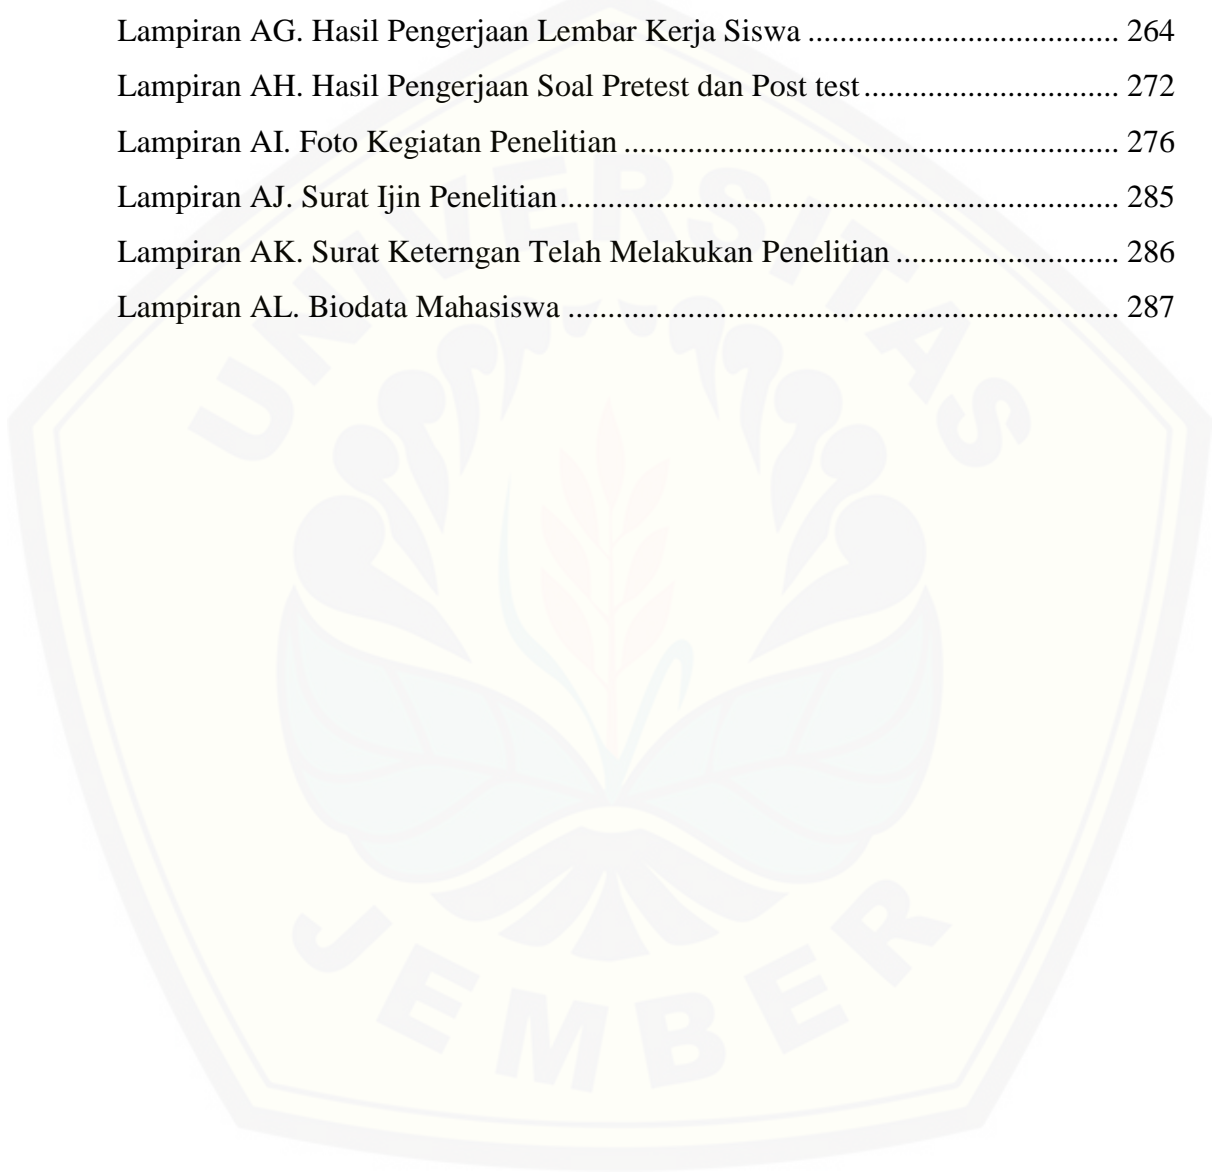 Lampiran AG. Hasil Pengerjaan Lembar Kerja Siswa ....................................... 264
Lampiran AH. Hasil Pengerjaan Soal Pretest dan Post test ................................ 272
Lampiran AI. Foto Kegiatan Penelitian .............................................................. 276
Lampiran AJ. Surat Ijin Penelitian ...................................................................... 285
Lampiran AK. Surat Keterngan Telah Melakukan Penelitian ............................ 286
Lampiran AL. Biodata Mahasiswa ..................................................................... 287
UNIVERSITAS
JEMBER